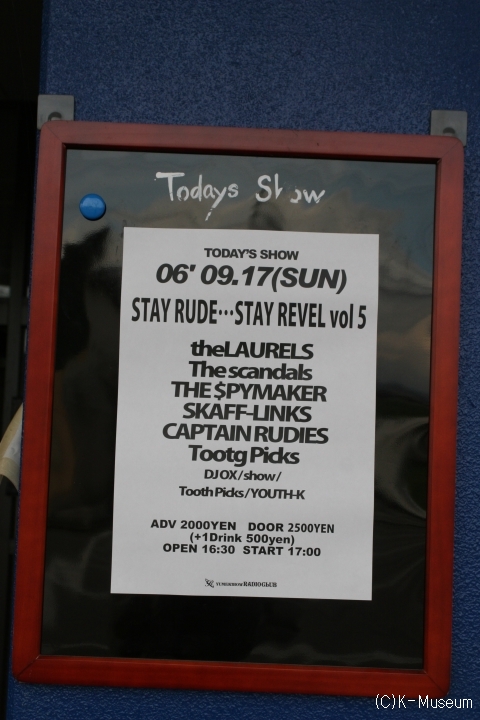 Todays Show
TODAY'S SHOW
06' 09.17(SUN)
STAY RUDE…STAY REVEL vol 5
theLAURELS
The scandals
THE $PYMAKER
SKAFF-LINKS
CAPTAIN RUDIES
Tootg Picks
DJ OX/show/
Tooth Picks/YOUTH-K
ADV 2000YEN DOOR 2500YEN
(+1Drink 500yen)
OPEN 16:30 START 17:00
RADIOCLUB
(C)K-Museum